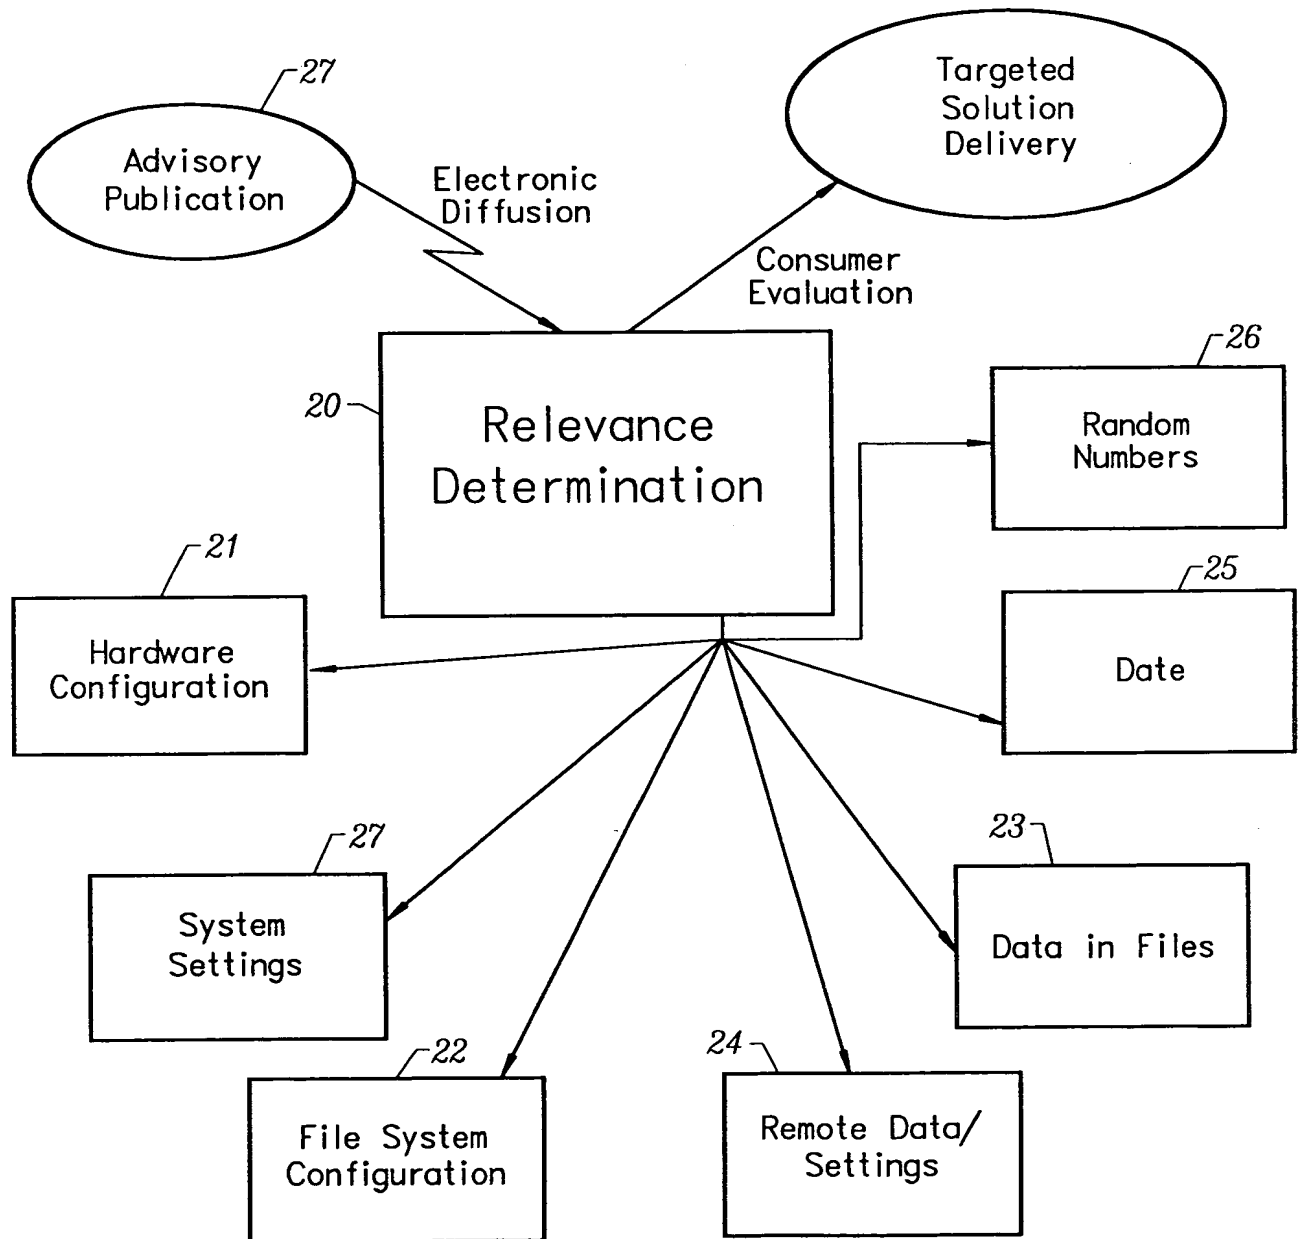 27
Advisory
Publication
Targeted
Solution
Delivery
Electronic
Diffusion
Consumer
Evaluation
20
Relevance
Determination
26
Random
Numbers
21
Hardware
Configuration
25
Date
27
System
Settings
23
Data in Files
22
File System
Configuration
24
Remote Data/
Settings